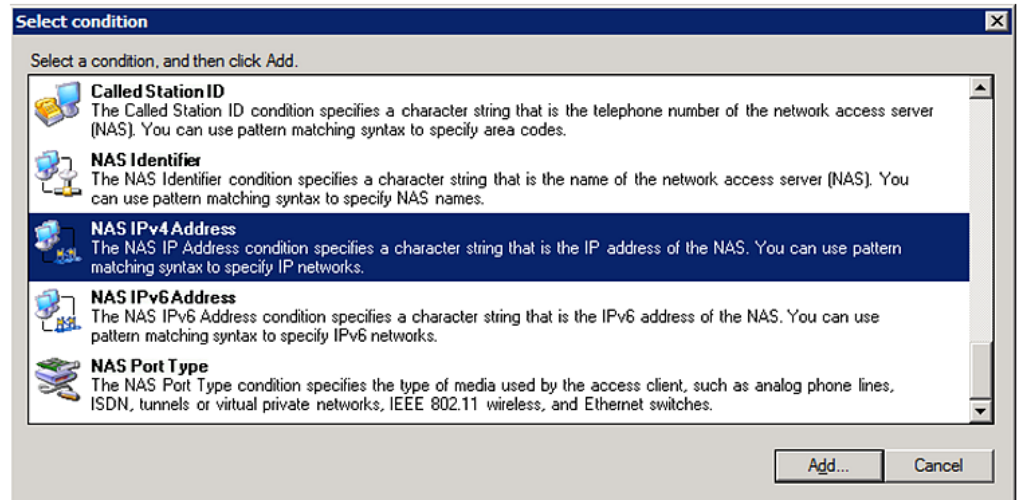 Select condition
Select a condition, and then click Add.
Called Station ID
The Called Station ID condition specifies a character string that is the telephone number of the network access server
(NAS). You can use pattern matching syntax to specify area codes.
NAS Identifier
The NAS Identifier condition specifies a character string that is the name of the network access server (NAS). You
can use pattern matching syntax to specify NAS names.
NAS IPv4 Address
The NAS IP Address condition specifies a character string that is the IP address of the NAS. You can use pattern
matching syntax to specify IP networks.
NAS IPv6 Address
The NAS IPv6 Address condition specifies a character string that is the IPv6 address of the NAS. You can use
pattern matching syntax to specify IPv6 networks.
NAS Port Type
The NAS Port Type condition specifies the type of media used by the access client, such as analog phone lines,
ISDN, tunnels or virtual private networks, IEEE 802.11 wireless, and Ethernet switches.
Add... Cancel